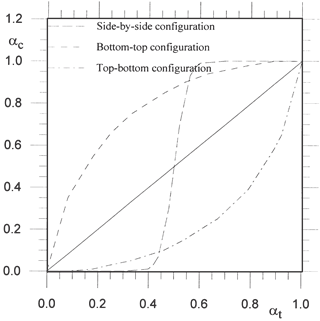 1.2
αc
Side-by-side configuration
Bottom-top configuration
Top-bottom configuration
1.0
0.8
0.6
0.4
0.2
0.0
0.0 0.2 0.4 0.6 0.8 1.0
αt